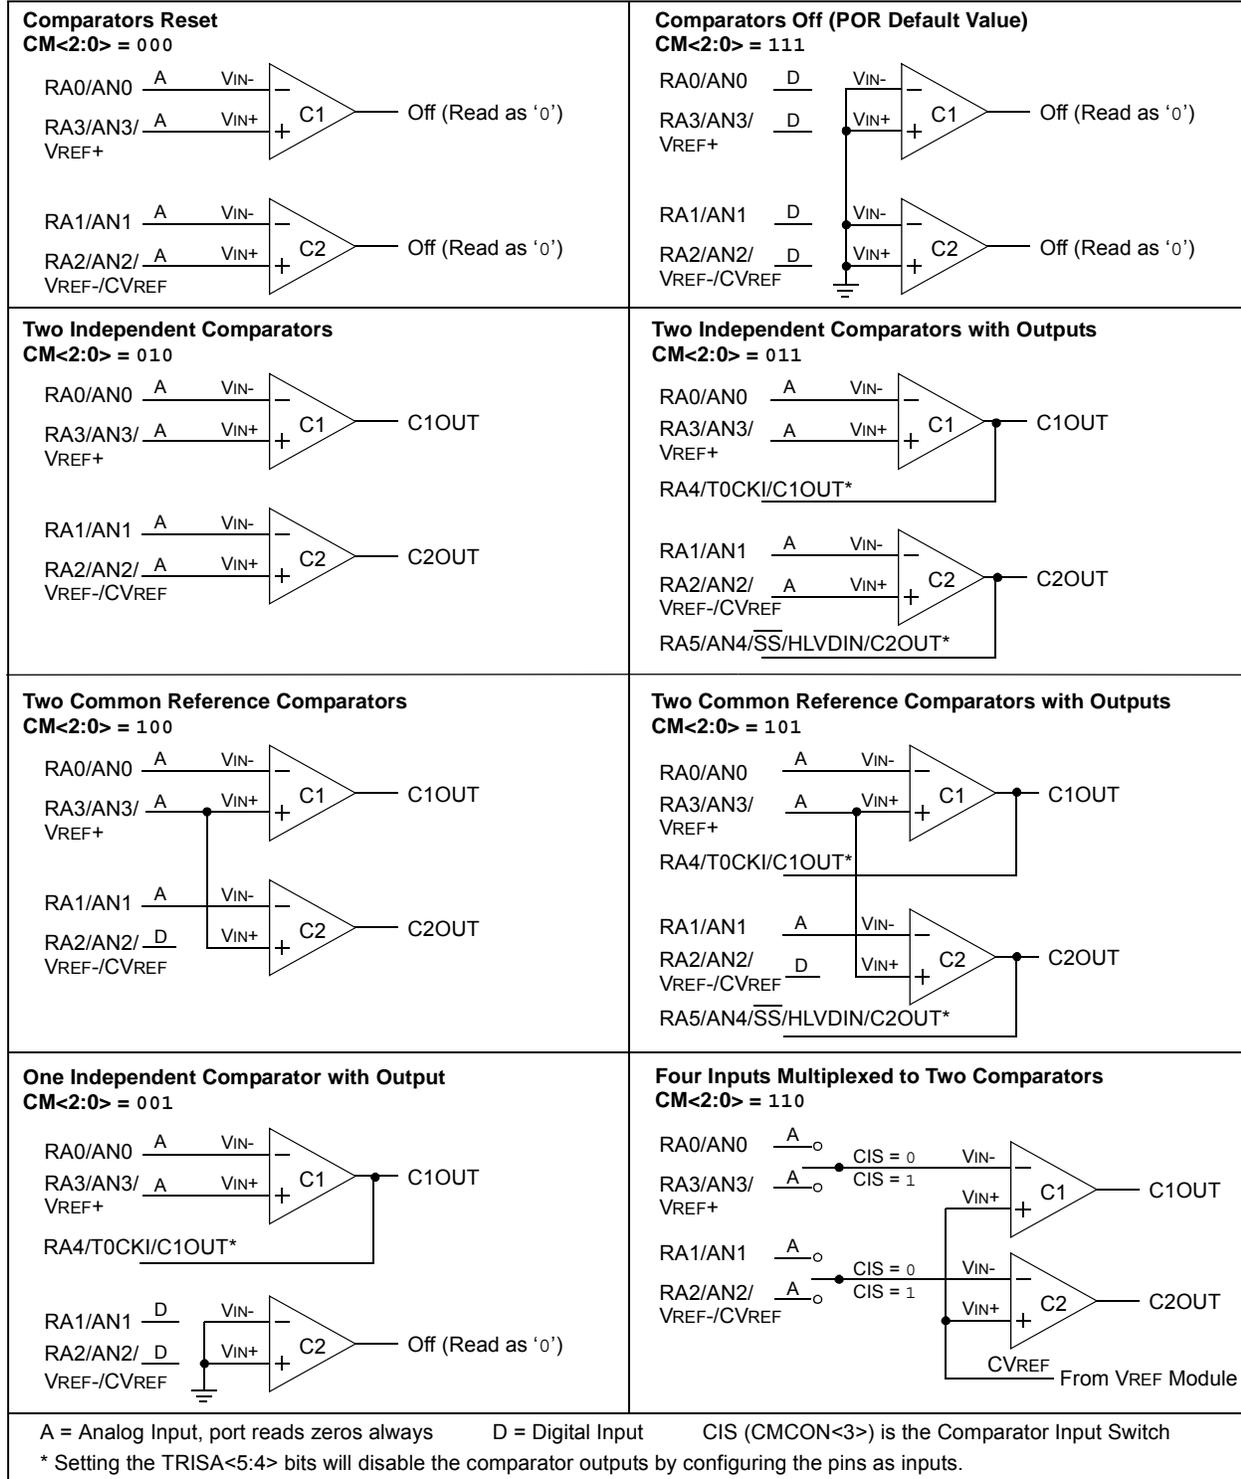 Comparators Reset
CM<2:0> = 000
RA0/AN0 A VIN-
C1 Off (Read as ‘0’)
RA3/AN3/ A VIN+
VREF+
RA1/AN1 A VIN-
C2 Off (Read as ‘0’)
RA2/AN2/ A VIN+
VREF-/CVREF
Comparators Off (POR Default Value)
CM<2:0> = 111
RA0/AN0 D VIN-
C1 Off (Read as ‘0’)
RA3/AN3/ D VIN+
VREF+
RA1/AN1 D VIN-
C2 Off (Read as ‘0’)
RA2/AN2/ D VIN+
VREF-/CVREF
Two Independent Comparators
CM<2:0> = 010
RA0/AN0 A VIN-
C1 C1OUT
RA3/AN3/ A VIN+
VREF+
RA1/AN1 A VIN-
C2 C2OUT
RA2/AN2/ A VIN+
VREF-/CVREF
Two Independent Comparators with Outputs
CM<2:0> = 011
RA0/AN0 A VIN-
C1 C1OUT
RA3/AN3/ A VIN+
VREF+
RA4/T0CKI/C1OUT*
RA1/AN1 A VIN-
C2 C2OUT
RA2/AN2/ A VIN+
VREF-/CVREF
RA5/AN4/SS/HLVDIN/C2OUT*
Two Common Reference Comparators
CM<2:0> = 100
RA0/AN0 A VIN-
C1 C1OUT
RA3/AN3/ A VIN+
VREF+
RA1/AN1 A VIN-
C2 C2OUT
RA2/AN2/ D VIN+
VREF-/CVREF
Two Common Reference Comparators with Outputs
CM<2:0> = 101
RA0/AN0 A VIN-
C1 C1OUT
RA3/AN3/ A VIN+
VREF+
RA4/T0CKI/C1OUT*
RA1/AN1 A VIN-
C2 C2OUT
RA2/AN2/ D VIN+
VREF-/CVREF
RA5/AN4/SS/HLVDIN/C2OUT*
One Independent Comparator with Output
CM<2:0> = 001
RA0/AN0 A VIN-
C1 C1OUT
RA3/AN3/ A VIN+
VREF+
RA4/T0CKI/C1OUT*
RA1/AN1 D VIN-
C2 Off (Read as ‘0’)
RA2/AN2/ D VIN+
VREF-/CVREF
Four Inputs Multiplexed to Two Comparators
CM<2:0> = 110
RA0/AN0 A
CIS = 0 VIN-
RA3/AN3/ A CIS = 1
VREF+ VIN+ C1 C1OUT
RA1/AN1 A
CIS = 0 VIN-
RA2/AN2/ A CIS = 1
VREF-/CVREF VIN+ C2 C2OUT
CVREF
From VREF Module
A = Analog Input, port reads zeros always D = Digital Input CIS (CMCON<3>) is the Comparator Input Switch
* Setting the TRISA<5:4> bits will disable the comparator outputs by configuring the pins as inputs.